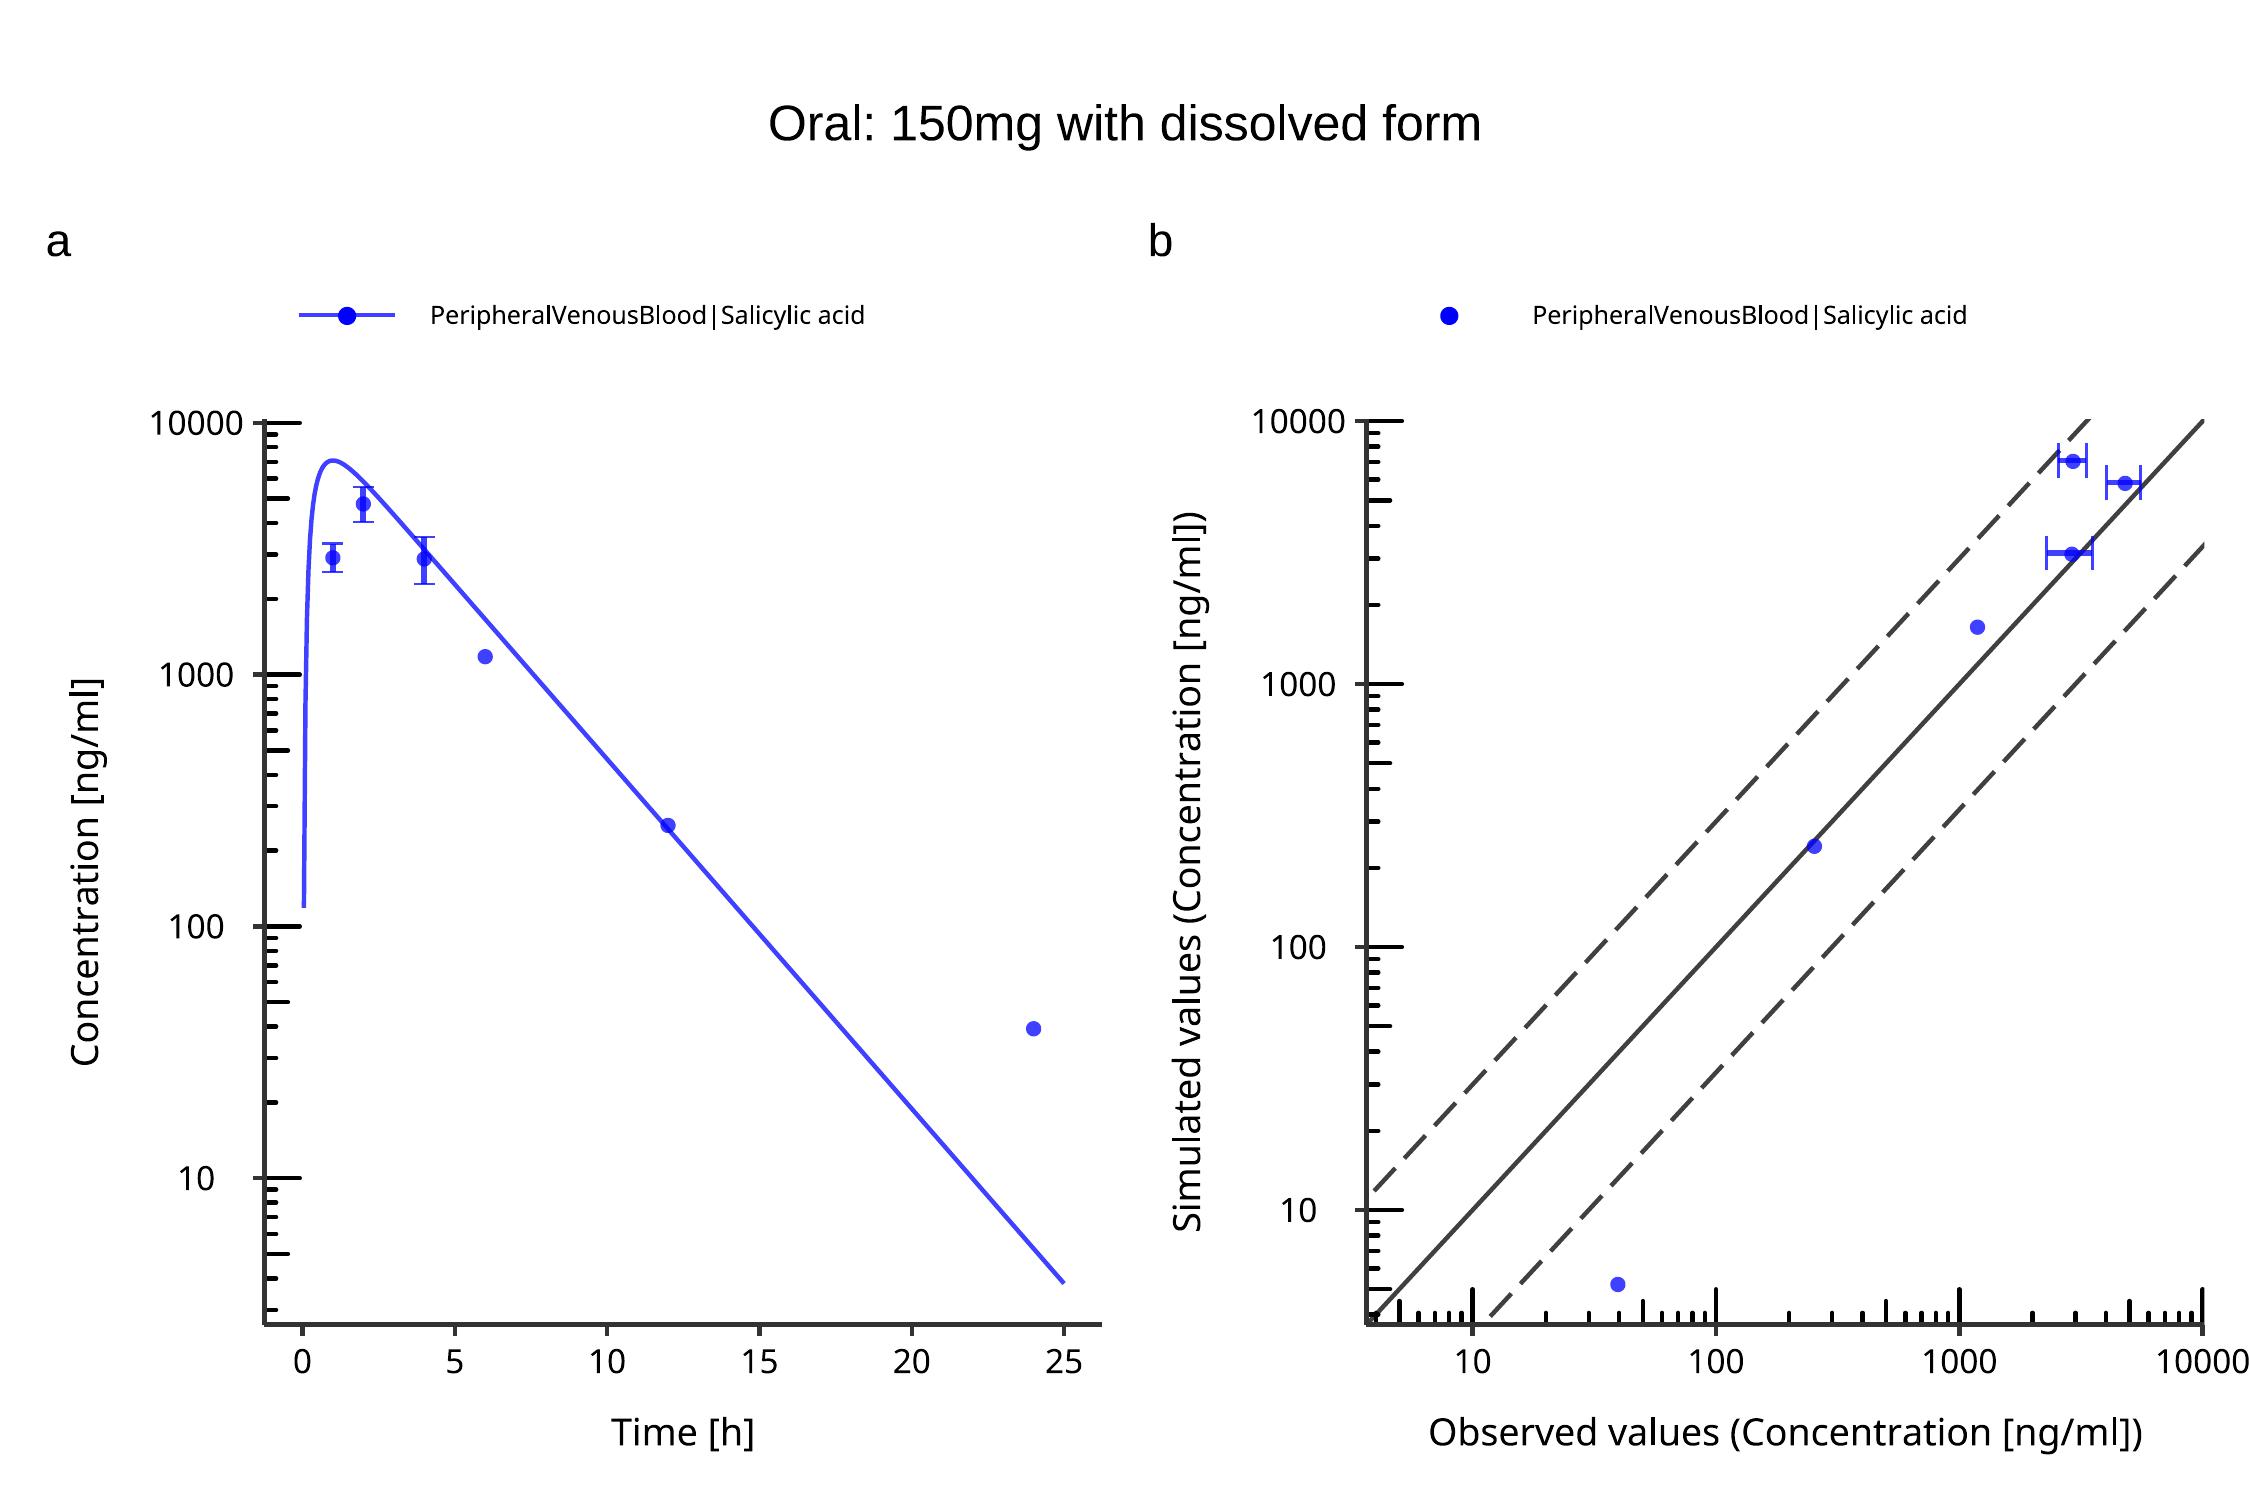 Oral: 150mg with dissolved form
a
PeripheralVenousBlood|Salicylic acid
10000
1000
100
10
Concentration [ng/ml]
0 5 10 15 20 25
Time [h]
b
PeripheralVenousBlood|Salicylic acid
10000
1000
100
10
Simulated values (Concentration [ng/ml])
10 100 1000 10000
Observed values (Concentration [ng/ml])